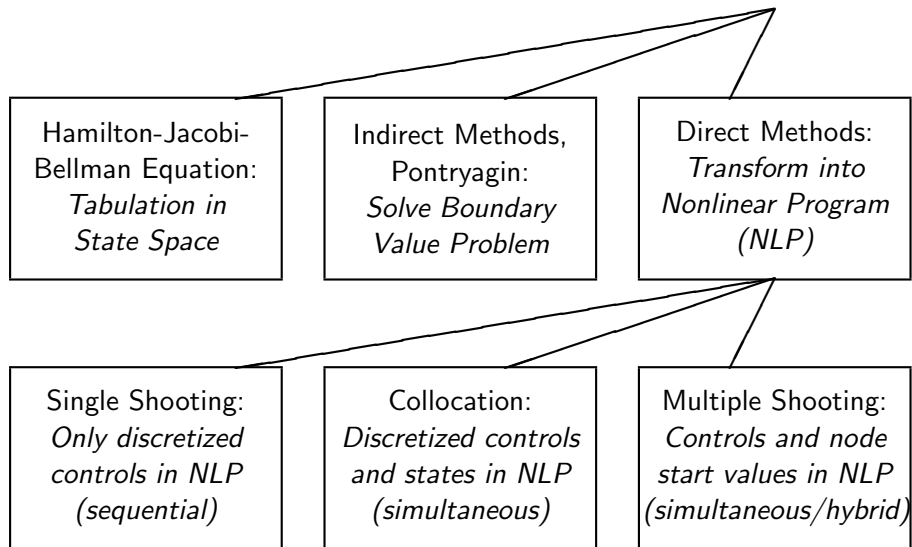 Hamilton-Jacobi-
Bellman Equation:
Tabulation in
State Space
Indirect Methods,
Pontryagin:
Solve Boundary
Value Problem
Direct Methods:
Transform into
Nonlinear Program
(NLP)
Single Shooting:
Only discretized
controls in NLP
(sequential)
Collocation:
Discretized controls
and states in NLP
(simultaneous)
Multiple Shooting:
Controls and node
start values in NLP
(simultaneous/hybrid)